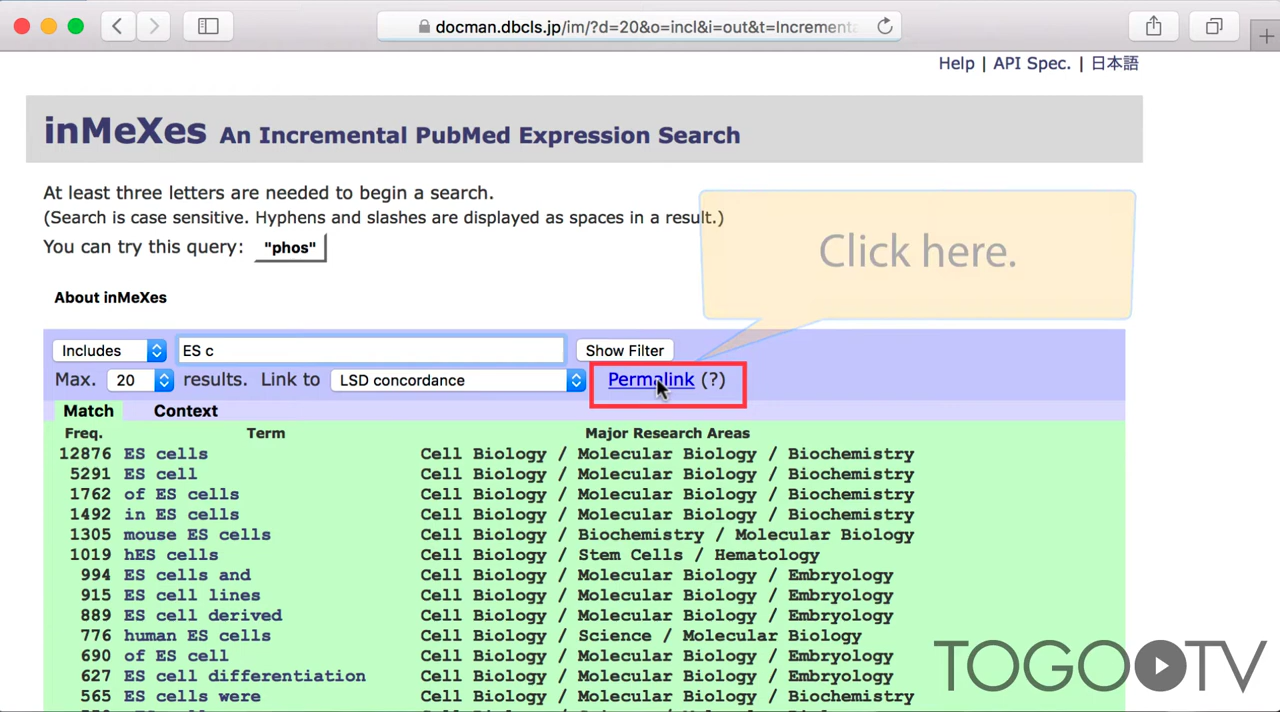 docman.dbcls.jp/im/?d=20&o=incl&i=out&t=Incrementa
Help | API Spec. | 日本語
inMeXes An Incremental PubMed Expression Search
At least three letters are needed to begin a search.
(Search is case sensitive. Hyphens and slashes are displayed as spaces in a result.)
You can try this query: "phos"
Click here.
About inMeXes
Includes ES c Show Filter
Max. 20 results. Link to LSD concordance Permalink (?)
Match Context
Freq. Term Major Research Areas
12876 ES cells Cell Biology / Molecular Biology / Biochemistry
5291 ES cell Cell Biology / Molecular Biology / Biochemistry
1762 of ES cells Cell Biology / Molecular Biology / Biochemistry
1492 in ES cells Cell Biology / Molecular Biology / Biochemistry
1305 mouse ES cells Cell Biology / Biochemistry / Molecular Biology
1019 hES cells Cell Biology / Stem Cells / Hematology
994 ES cells and Cell Biology / Molecular Biology / Embryology
915 ES cell lines Cell Biology / Molecular Biology / Embryology
889 ES cell derived Cell Biology / Molecular Biology / Embryology
776 human ES cells Cell Biology / Science / Molecular Biology
690 of ES cell Cell Biology / Molecular Biology / Embryology
627 ES cell differentiation Cell Biology / Molecular Biology / Embryology
565 ES cells were Cell Biology / Molecular Biology / Biochemistry
TOGO TV